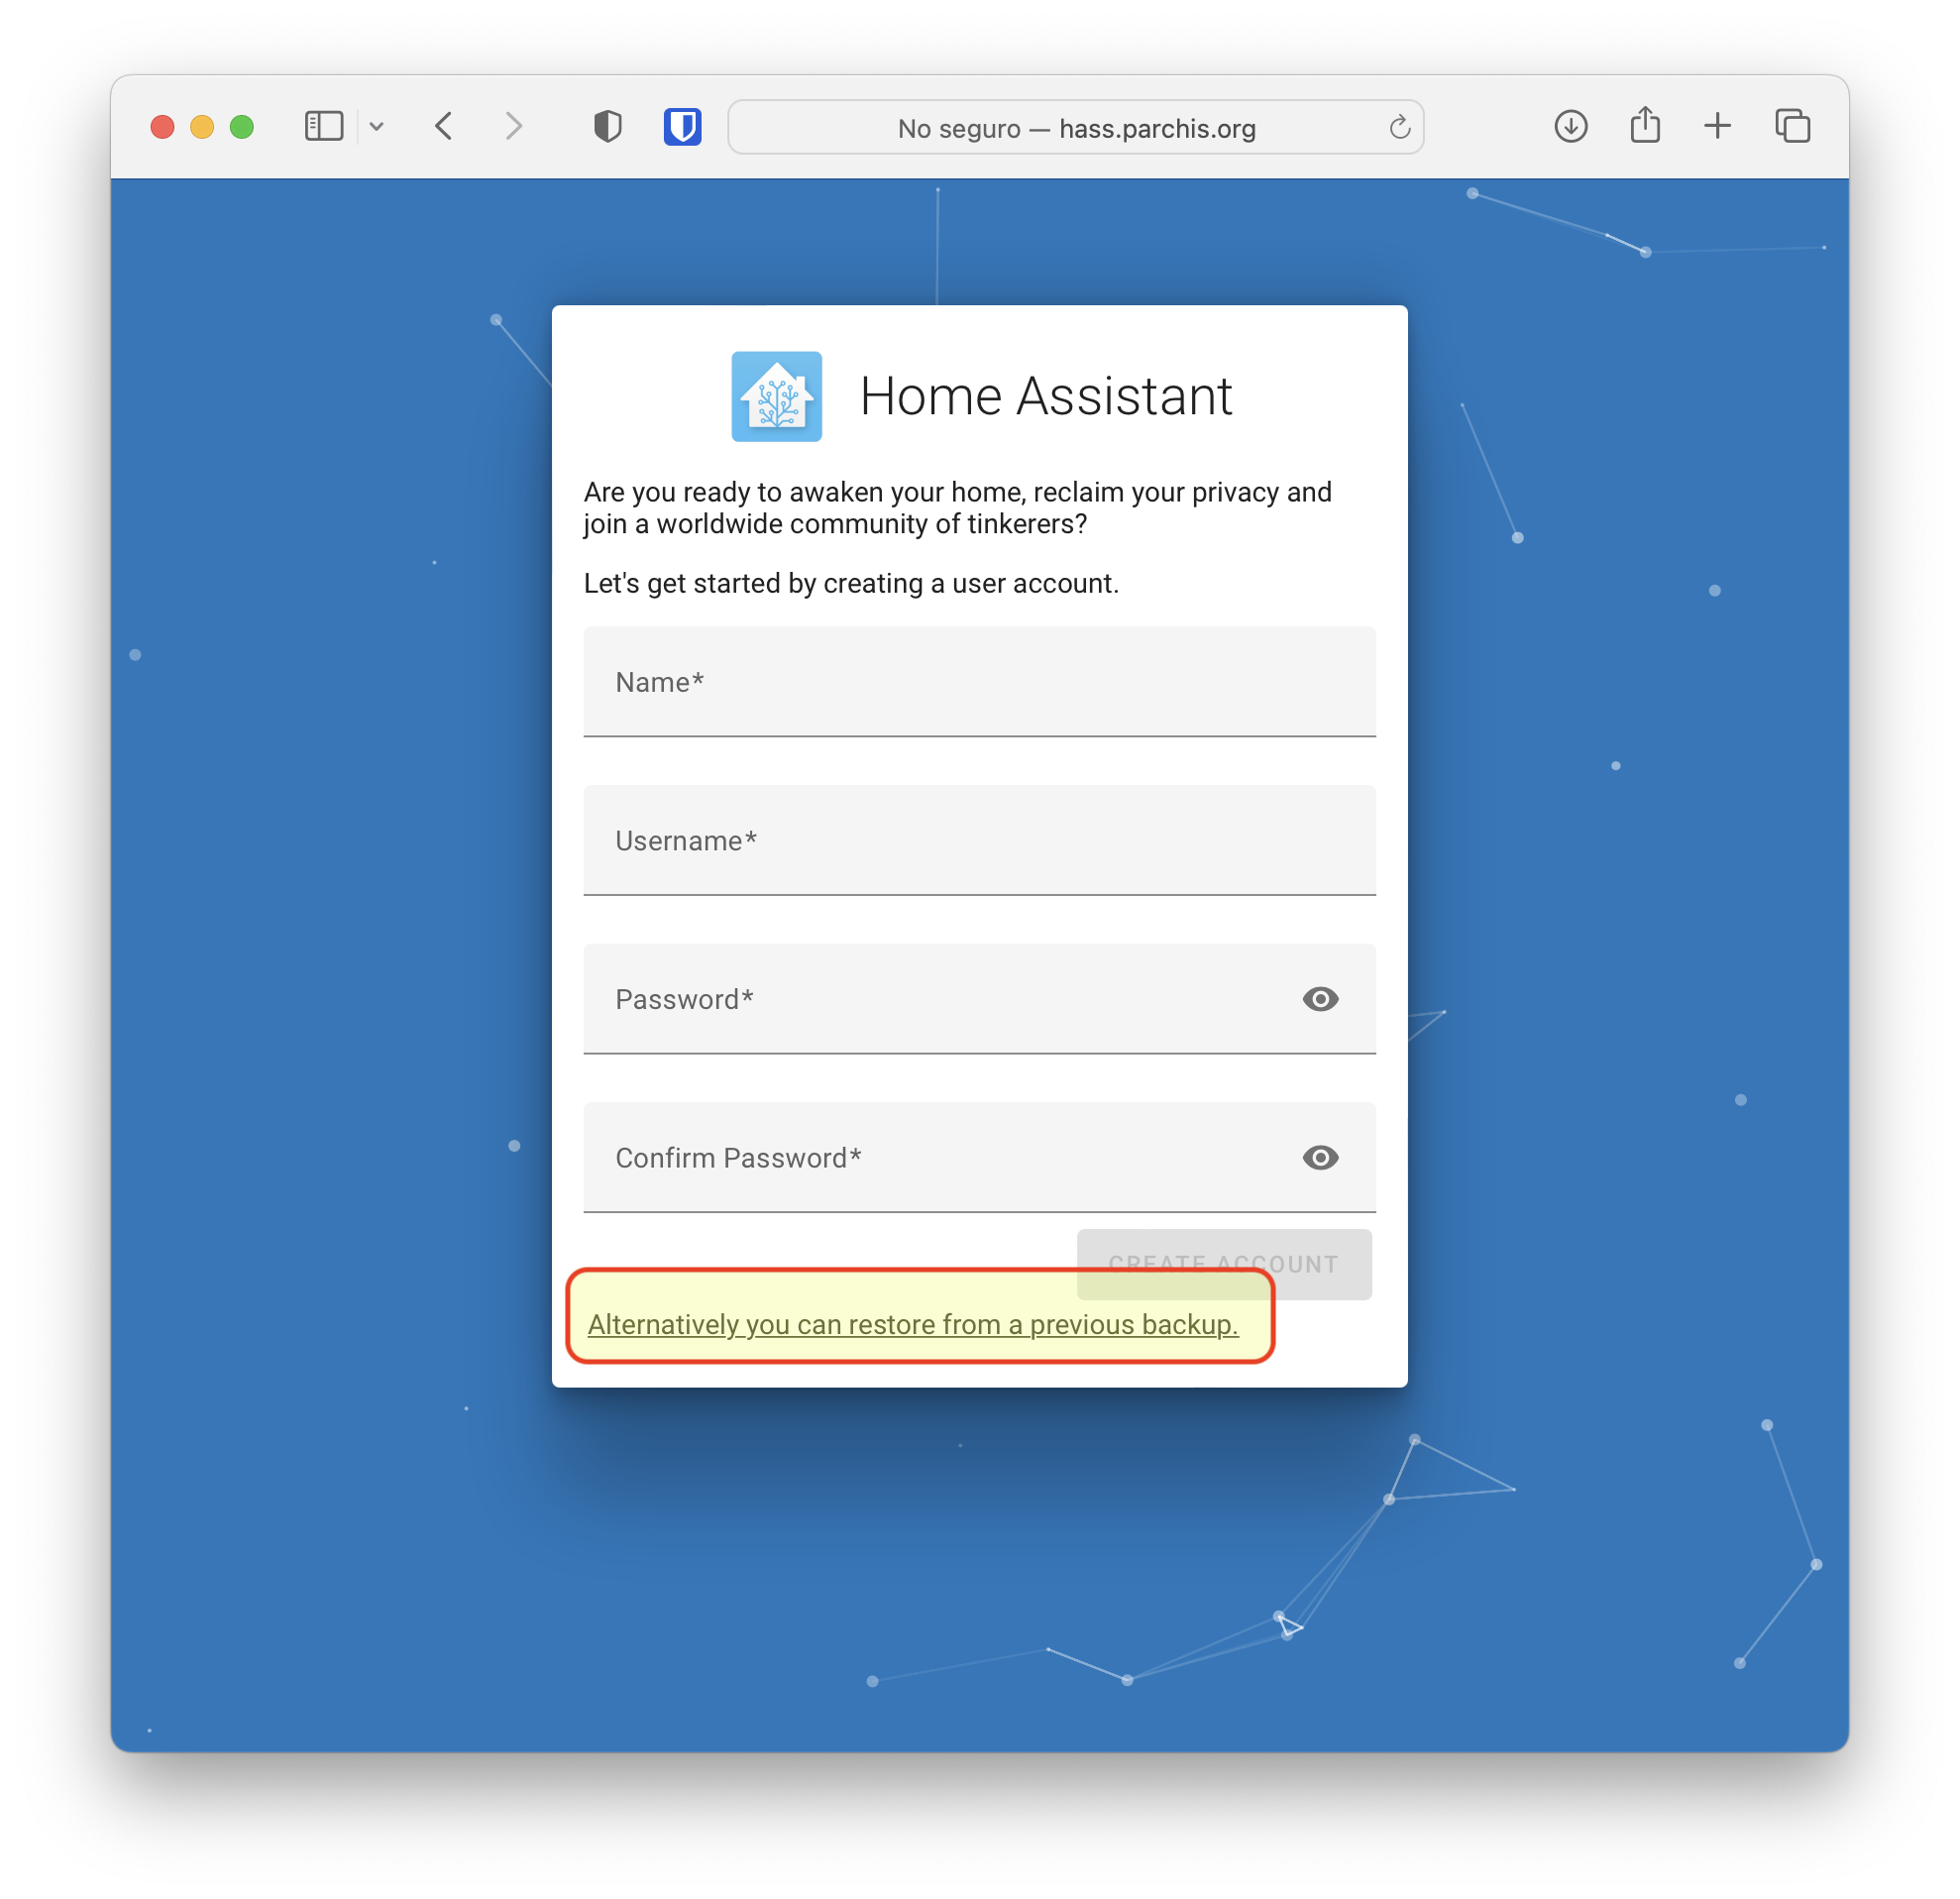 No seguro — hass.parchis.org
Home Assistant
Are you ready to awaken your home, reclaim your privacy and
join a worldwide community of tinkerers?
Let's get started by creating a user account.
Name*
Username*
Password*
Confirm Password*
CREATE ACCOUNT
Alternatively you can restore from a previous backup.